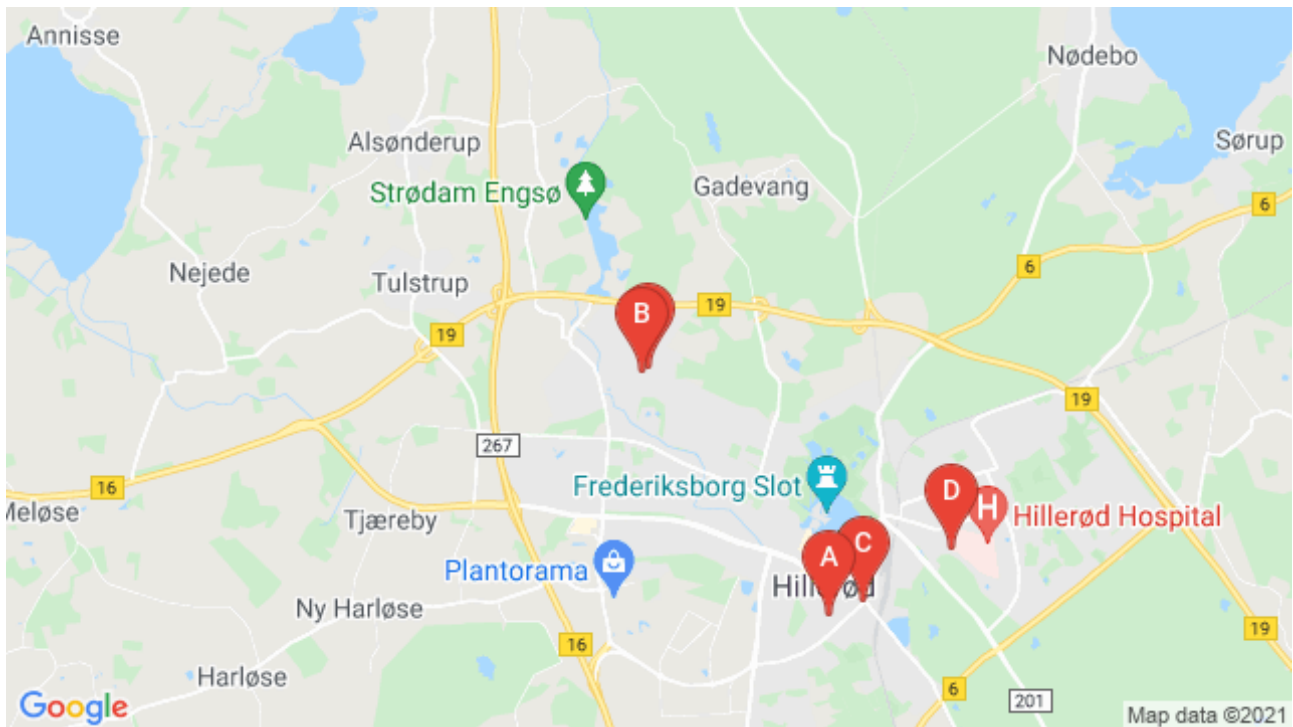 Annisse
Nødebo
Alsønderup
Sørup
Strødam Engsø
Gadevang
6
Nejede
Tulstrup
6
B
19
19
19
267
16
Frederiksborg Slot
D
H
Meløse
Tjæreby
Hillerød Hospital
A
C
Plantorama
Hillerød
Ny Harløse
19
16
Harløse
6
201
Google
Map data ©2021